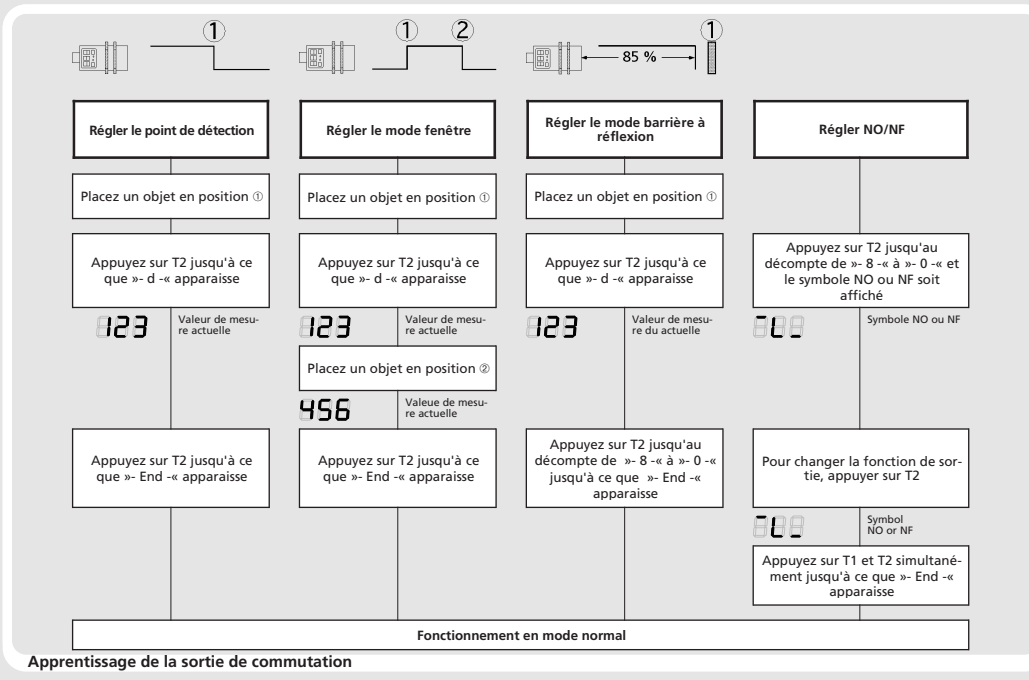 ①
① ②
①
85 %
Régler le point de détection
Placez un objet en position ①
Appuyez sur T2 jusqu'à ce
que »- d -« apparaisse
123
Valeur de mesu-
re actuelle
Appuyez sur T2 jusqu'à ce
que »- End -« apparaisse
Régler le mode fenêtre
Placez un objet en position ①
Appuyez sur T2 jusqu'à ce
que »- d -« apparaisse
123
Valeur de mesu-
re actuelle
Placez un objet en position ②
456
Valeue de mesu-
re actuelle
Appuyez sur T2 jusqu'à ce
que »- End -« apparaisse
Régler le mode barrière à
réflexion
Placez un objet en position ①
Appuyez sur T2 jusqu'à ce
que »- d -« apparaisse
123
Valeur de mesu-
re du actuelle
Appuyez sur T2 jusqu'au
décompte de »- 8 -« à »- 0 -«
jusqu'à ce que »- End -«
apparaisse
Régler NO/NF
Appuyez sur T2 jusqu'au
décompte de »- 8 -« à »- 0 -« et
le symbole NO ou NF soit
affiché
Symbole NO ou NF
Pour changer la fonction de sor-
tie, appuyer sur T2
Symbol
NO or NF
Appuyez sur T1 et T2 simultané-
ment jusqu'à ce que »- End -«
apparaisse
Fonctionnement en mode normal
Apprentissage de la sortie de commutation